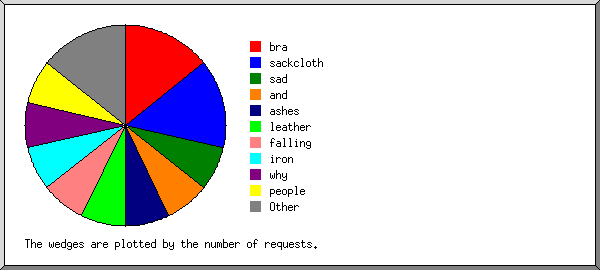 bra
sackcloth
sad
and
ashes
leather
falling
iron
why
people
Other
The wedges are plotted by the number of requests.